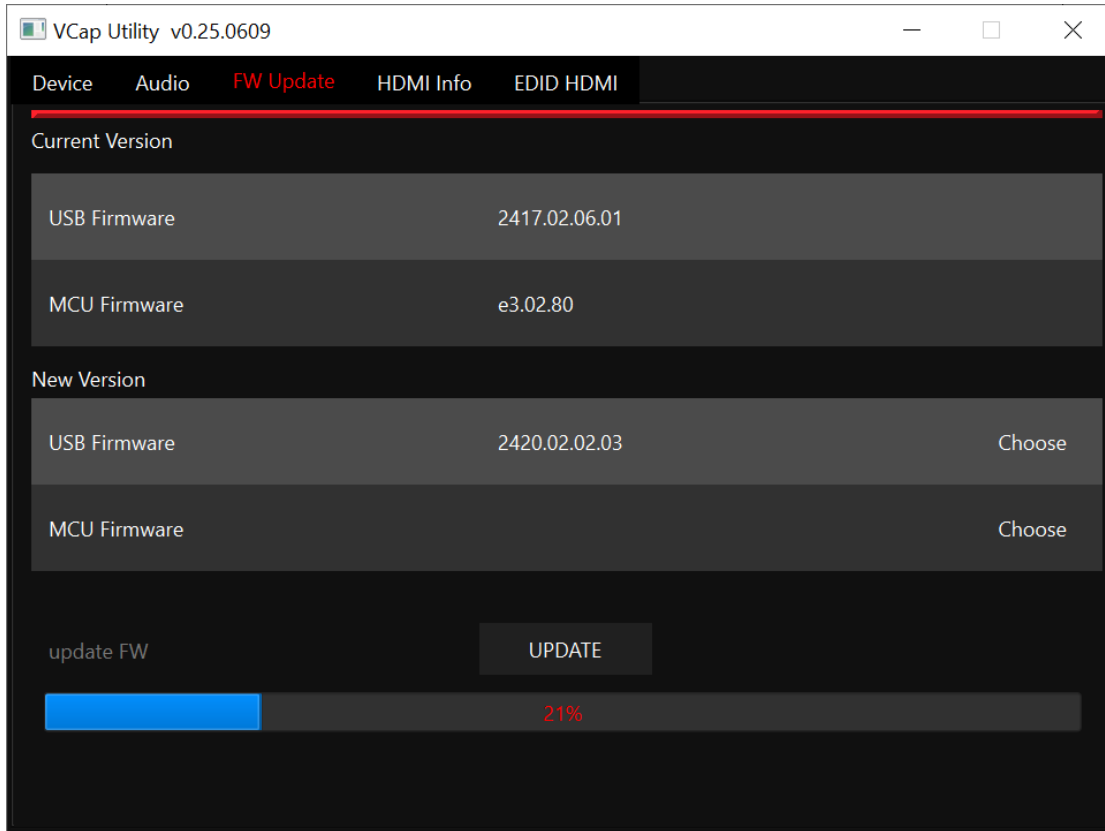 VCap Utility v0.25.0609
Device Audio FW Update HDMI Info EDID HDMI
Current Version
USB Firmware 2417.02.06.01
MCU Firmware e3.02.80
New Version
USB Firmware 2420.02.02.03 Choose
MCU Firmware Choose
update FW UPDATE
21%